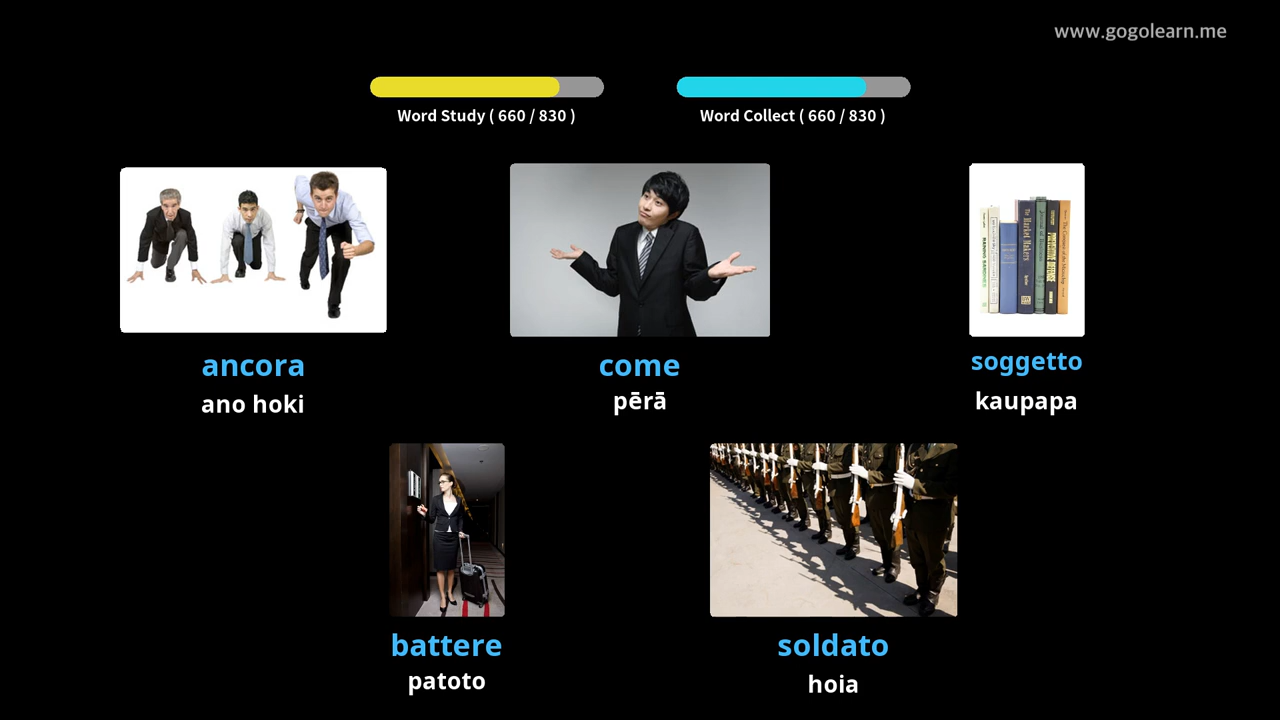 www.gogolearn.me
Word Study ( 660 / 830 )
Word Collect ( 660 / 830 )
ancora
ano hoki
come
pērā
soggetto
kaupapa
battere
patoto
soldato
hoia